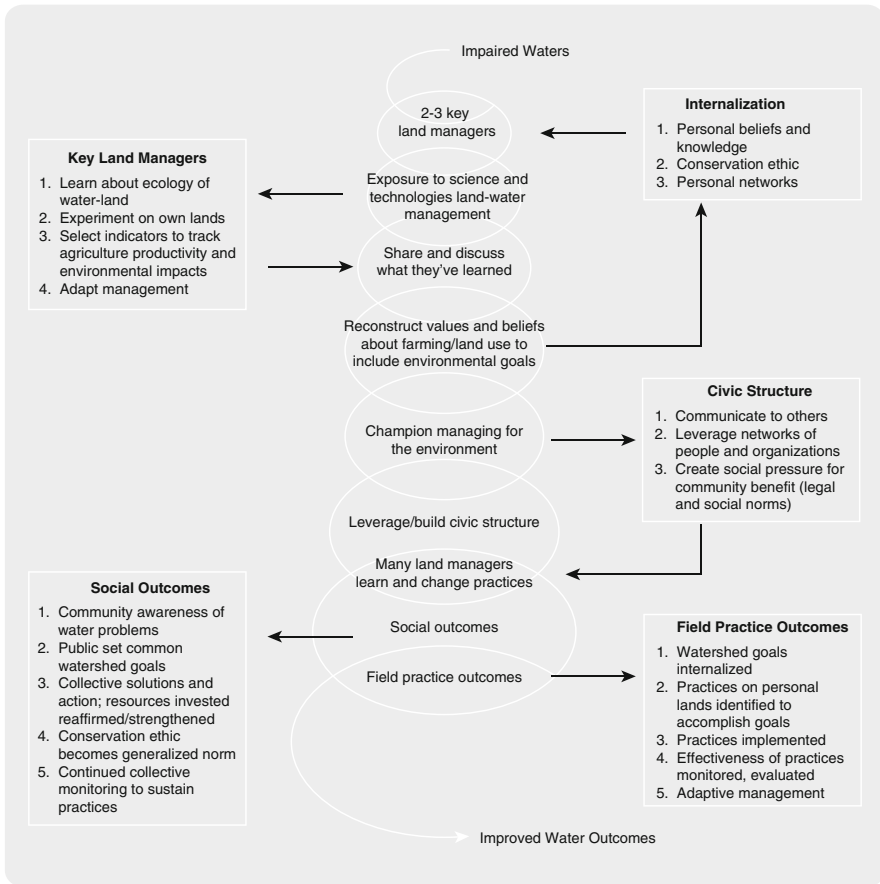 Impaired Waters
2-3 key
land managers
Internalization
1. Personal beliefs and
knowledge
2. Conservation ethic
3. Personal networks
Key Land Managers
1. Learn about ecology of
water-land
2. Experiment on own lands
3. Select indicators to track
agriculture productivity and
environmental impacts
4. Adapt management
Exposure to science and
technologies land-water
management
Share and discuss
what they've learned
Reconstruct values and beliefs
about farming/land use to
include environmental goals
Champion managing for
the environment
Civic Structure
1. Communicate to others
2. Leverage networks of
people and organizations
3. Create social pressure for
community benefit (legal
and social norms)
Leverage/build civic structure
Many land managers
learn and change practices
Social outcomes
Field practice outcomes
Social Outcomes
1. Community awareness of
water problems
2. Public set common
watershed goals
3. Collective solutions and
action; resources invested
reaffirmed/strengthened
4. Conservation ethic
becomes generalized norm
5. Continued collective
monitoring to sustain
practices
Field Practice Outcomes
1. Watershed goals
internalized
2. Practices on personal
lands identified to
accomplish goals
3. Practices implemented
4. Effectiveness of practices
monitored, evaluated
5. Adaptive management
Improved Water Outcomes